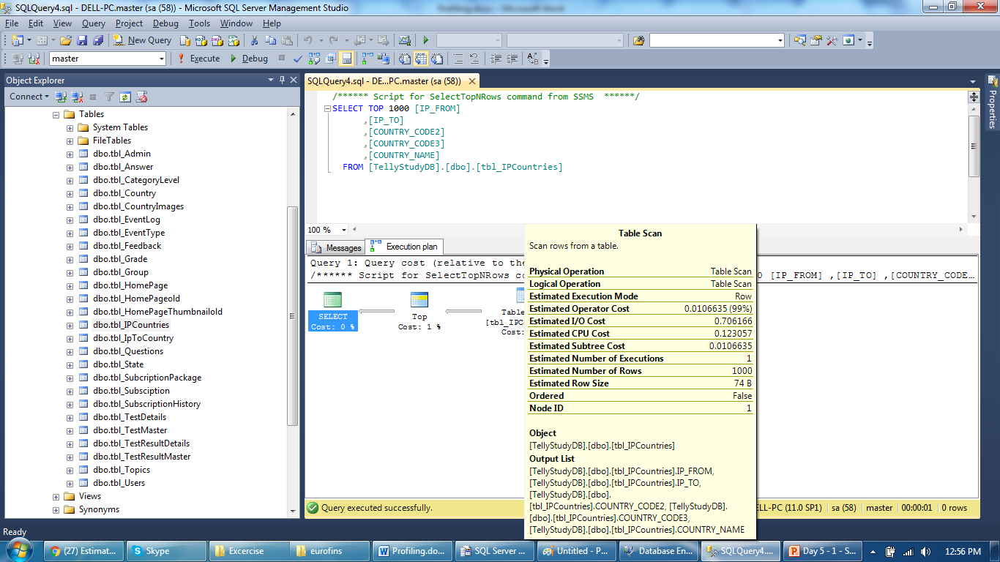 SQLQuery4.sql - DELL-PC.master (sa (58)) - Microsoft SQL Server Management Studio
Profiling.docx - Microsoft Word
File Edit View Query Project Debug Tools Window Help
New Query
master Execute Debug
Object Explorer
Connect
Tables
System Tables
FileTables
dbo.tbl_Admin
dbo.tbl_Answer
dbo.tbl_CategoryLevel
dbo.tbl_Country
dbo.tbl_CountryImages
dbo.tbl_EventLog
dbo.tbl_EventType
dbo.tbl_Feedback
dbo.tbl_Grade
dbo.tbl_Group
dbo.tbl_HomePage
dbo.tbl_HomePageold
dbo.tbl_HomePageThumbnailold
dbo.tbl_IPCountries
dbo.tbl_IpToCountry
dbo.tbl_Questions
dbo.tbl_State
dbo.tbl_SubcriptionPackage
dbo.tbl_Subsciption
dbo.tbl_SubscriptionHistory
dbo.tbl_TestDetails
dbo.tbl_TestMaster
dbo.tbl_TestResultDetails
dbo.tbl_TestResultMaster
dbo.tbl_Topics
dbo.tbl_Users
Views
Synonyms
SQLQuery4.sql - DE...PC.master (sa (58))
/****** Script for SelectTopNRows command from SSMS  ******/
SELECT TOP 1000 [IP_FROM]
,[IP_TO]
,[COUNTRY_CODE2]
,[COUNTRY_CODE3]
,[COUNTRY_NAME]
FROM [TellyStudyDB].[dbo].[tbl_IPCountries]
100 %
Messages Execution plan
Query 1: Query cost (relative to the
/****** Script for SelectTopNRows co
0 [IP_FROM] ,[IP_TO] ,[COUNTRY_CODE...
SELECT
Cost: 0 %
Top
Cost: 1 %
Table
[tbl_IPC
Cost:
Table Scan
Scan rows from a table.
Physical Operation Table Scan
Logical Operation Table Scan
Estimated Execution Mode Row
Estimated Operator Cost 0.0106635 (99%)
Estimated I/O Cost 0.706166
Estimated CPU Cost 0.123057
Estimated Subtree Cost 0.0106635
Estimated Number of Executions 1
Estimated Number of Rows 1000
Estimated Row Size 74 B
Ordered False
Node ID 1
Object
[TellyStudyDB].[dbo].[tbl_IPCountries]
Output List
[TellyStudyDB].[dbo].[tbl_IPCountries].IP_FROM,
[TellyStudyDB].[dbo].[tbl_IPCountries].IP_TO,
[TellyStudyDB].[dbo].
[tbl_IPCountries].COUNTRY_CODE2, [TellyStudyDB].
[dbo].[tbl_IPCountries].COUNTRY_CODE3,
[TellyStudyDB].[dbo].[tbl_IPCountries].COUNTRY_NAME
Properties
Query executed successfully.
ELL-PC (11.0 SP1) sa (58) master 00:00:01 0 rows
Ready
(27) Estimat... Skype Excercise eurofins Profiling.do... SQL Server ... Untitled - P... Database En... SQLQuery4.... Day 5 - 1 - S... 12:56 PM